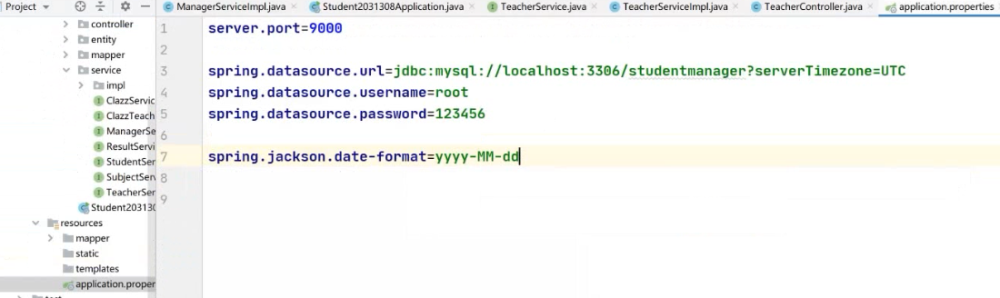 Project
ManagerServiceImpl.java
Student2031308Application.java
TeacherService.java
TeacherServiceImpl.java
TeacherController.java
application.properties
controller
entity
mapper
service
impl
ClazzServic
ClazzTeach
ManagerSe
ResultServi
StudentSer
SubjectServ
TeacherSer
Student203130
resources
mapper
static
templates
application.proper
1 server.port=9000
2
3 spring.datasource.url=jdbc:mysql://localhost:3306/studentmanager?serverTimezone=UTC
4 spring.datasource.username=root
5 spring.datasource.password=123456
6
7 spring.jackson.date-format=yyyy-MM-dd
8
9